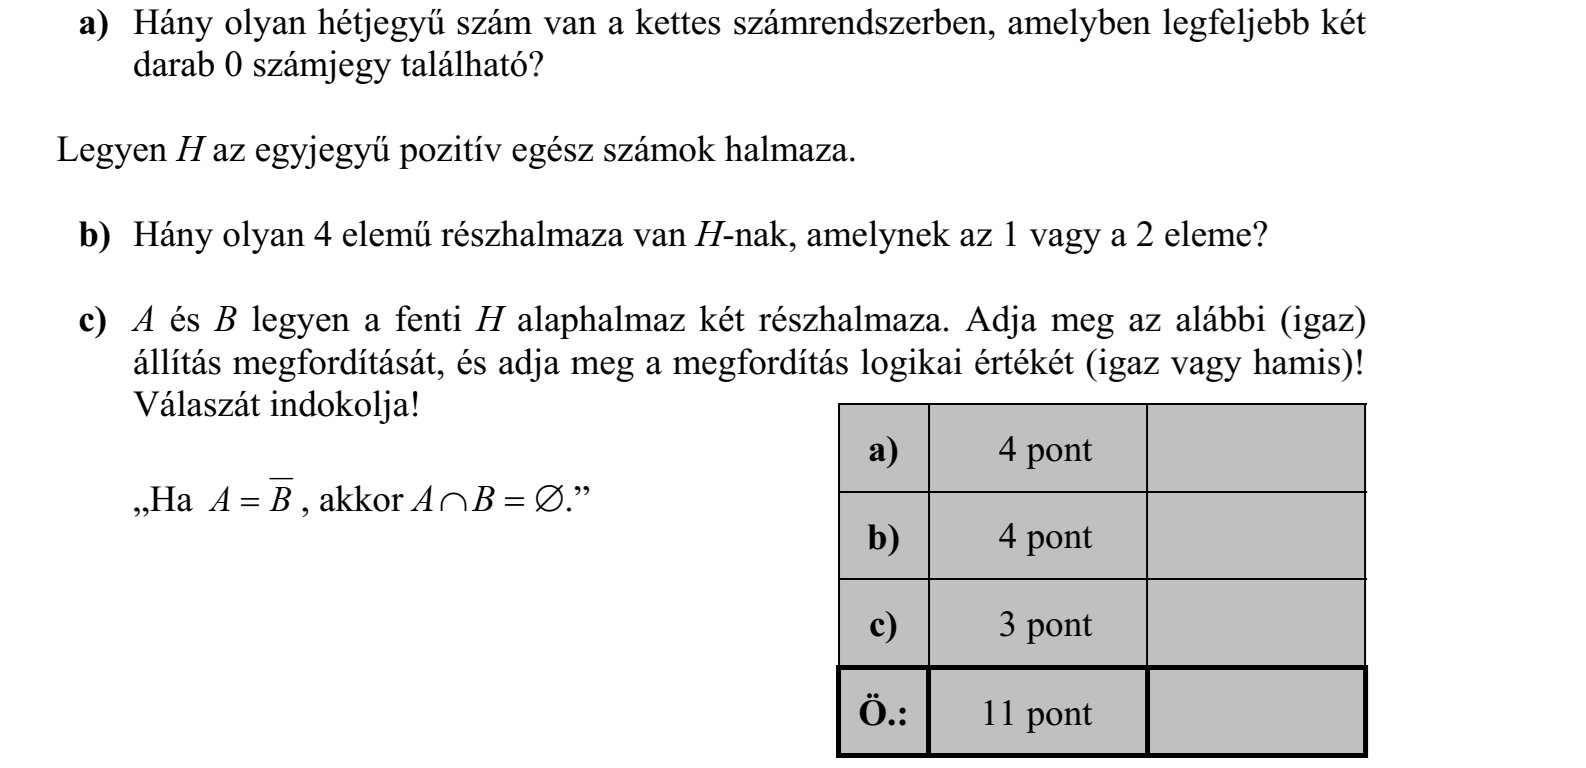 a) Hány olyan hétjegyű szám van a kettes számrendszerben, amelyben legfeljebb két
darab 0 számjegy található?
Legyen H az egyjegyű pozitív egész számok halmaza.
b) Hány olyan 4 elemű részhalmaza van H-nak, amelynek az 1 vagy a 2 eleme?
c) A és B legyen a fenti H alaphalmaz két részhalmaza. Adja meg az alábbi (igaz)
állítás megfordítását, és adja meg a megfordítás logikai értékét (igaz vagy hamis)!
Válaszát indokolja!
„Ha A = B̅ , akkor A ∩ B = ∅.”
a) 4 pont
b) 4 pont
c) 3 pont
Ö.: 11 pont